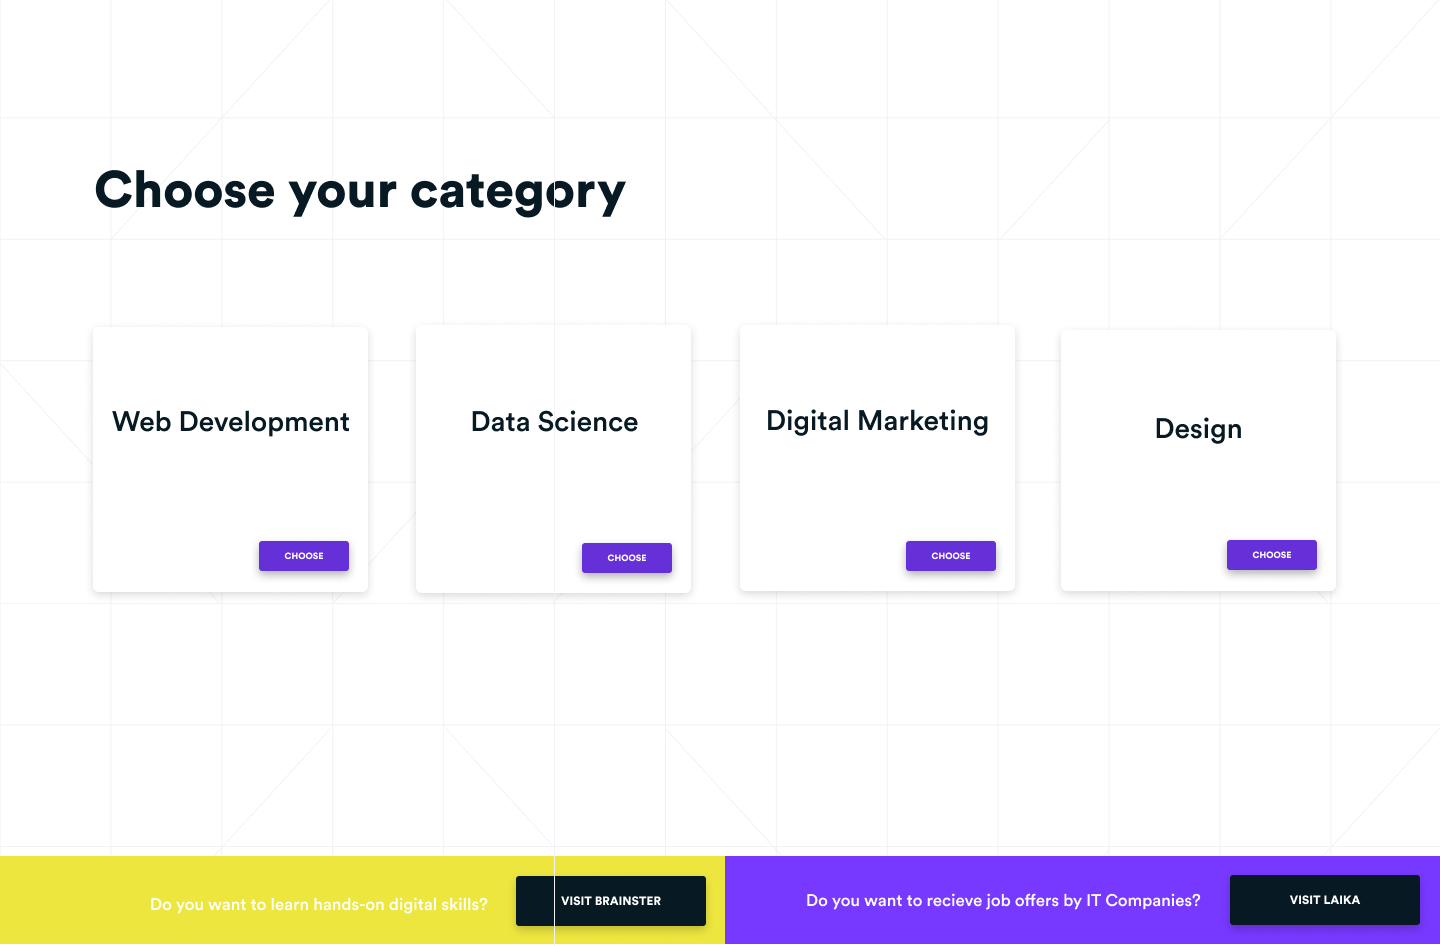 Choose your category
Web Development
Data Science
Digital Marketing
Design
CHOOSE
CHOOSE
CHOOSE
CHOOSE
Do you want to learn hands-on digital skills?
VISIT BRAINSTER
Do you want to recieve job offers by IT Companies?
VISIT LAIKA